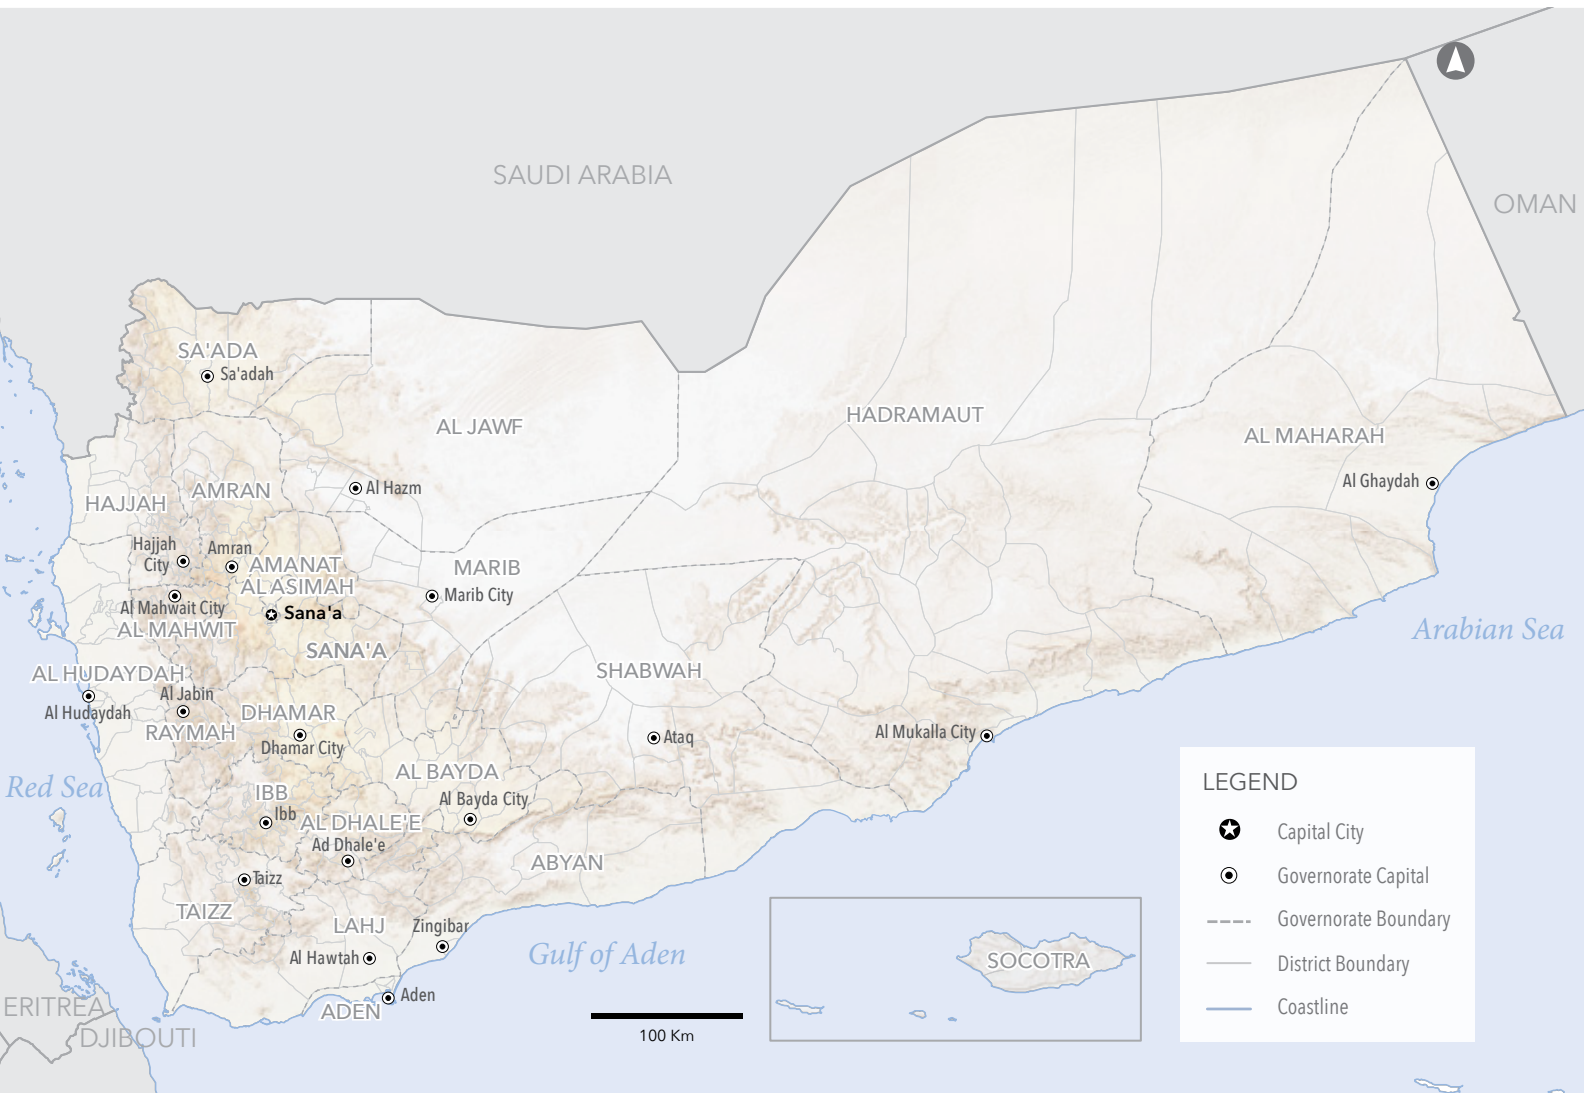 SAUDI ARABIA
OMAN
SA'ADA
Sa'adah
HADRAMAUT
AL JAWF
AL MAHARAH
Al Ghaydah
Al Hazm
AMRAN
HAJJAH
Hajjah
City
Amran
AMANAT
AL ASIMAH
MARIB
Marib City
Al Mahwait City
Sana'a
AL MAHWIT
Arabian Sea
SANA'A
SHABWAH
AL HUDAYDAH
Al Jabin
Al Hudaydah
DHAMAR
RAYMAH
Dhamar City
Ataq
Al Mukalla City
AL BAYDA
Red Sea
IBB
Al Bayda City
Ibb
AL DHALE'E
Ad Dhale'e
ABYAN
Taizz
TAIZZ
LAHJ
Zingibar
Al Hawtah
Gulf of Aden
SOCOTRA
Aden
ADEN
ERITREA
DJIBOUTI
100 Km
LEGEND
Capital City
Governorate Capital
Governorate Boundary
District Boundary
Coastline